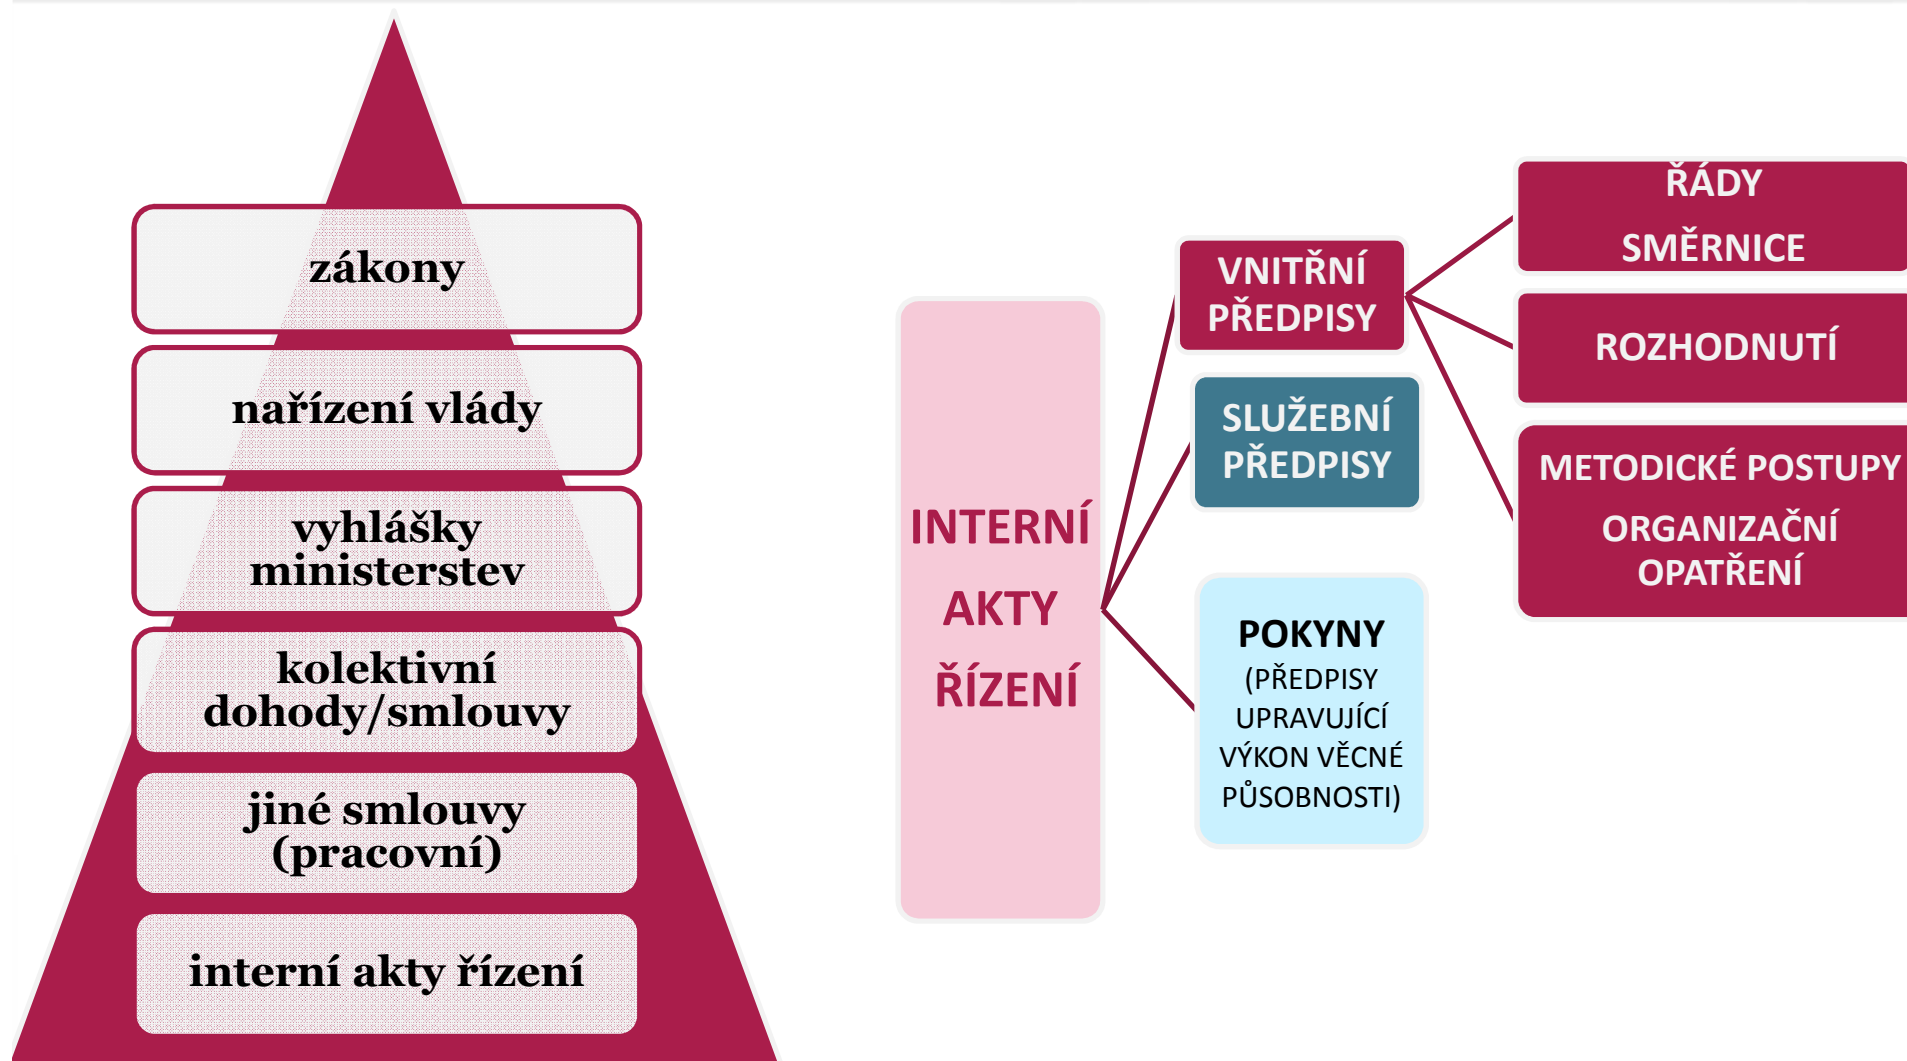 zákony
nařízení vlády
vyhlášky
ministerstev
kolektivní
dohody/smlouvy
jiné smlouvy
(pracovní)
interní akty řízení
INTERNÍ
AKTY
ŘÍZENÍ
VNITŘNÍ
PŘEDPISY
SLUŽEBNÍ
PŘEDPISY
POKYNY
(PŘEDPISY
UPRAVUJÍCÍ
VÝKON VĚCNÉ
PŮSOBNOSTI)
ŘÁDY
SMĚRNICE
ROZHODNUTÍ
METODICKÉ POSTUPY
ORGANIZAČNÍ
OPATŘENÍ